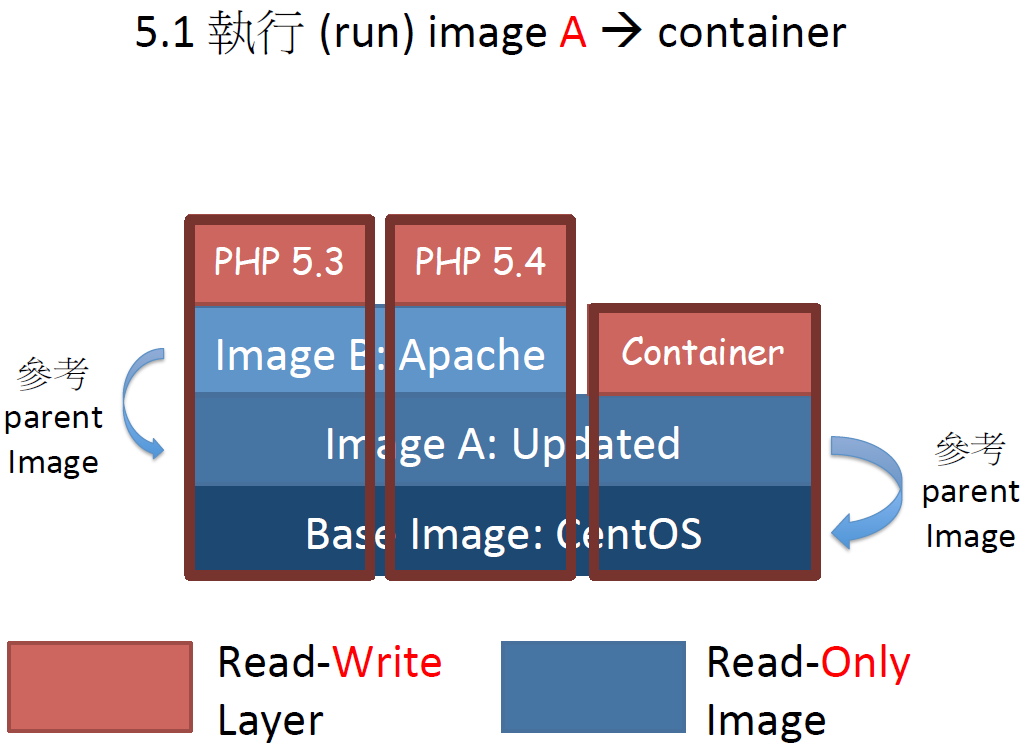 5.1 執行 (run) image A → container
PHP 5.3
PHP 5.4
Image B: Apache
Container
Image A: Updated
Base Image: CentOS
參考
parent
Image
參考
parent
Image
Read-Write
Layer
Read-Only
Image